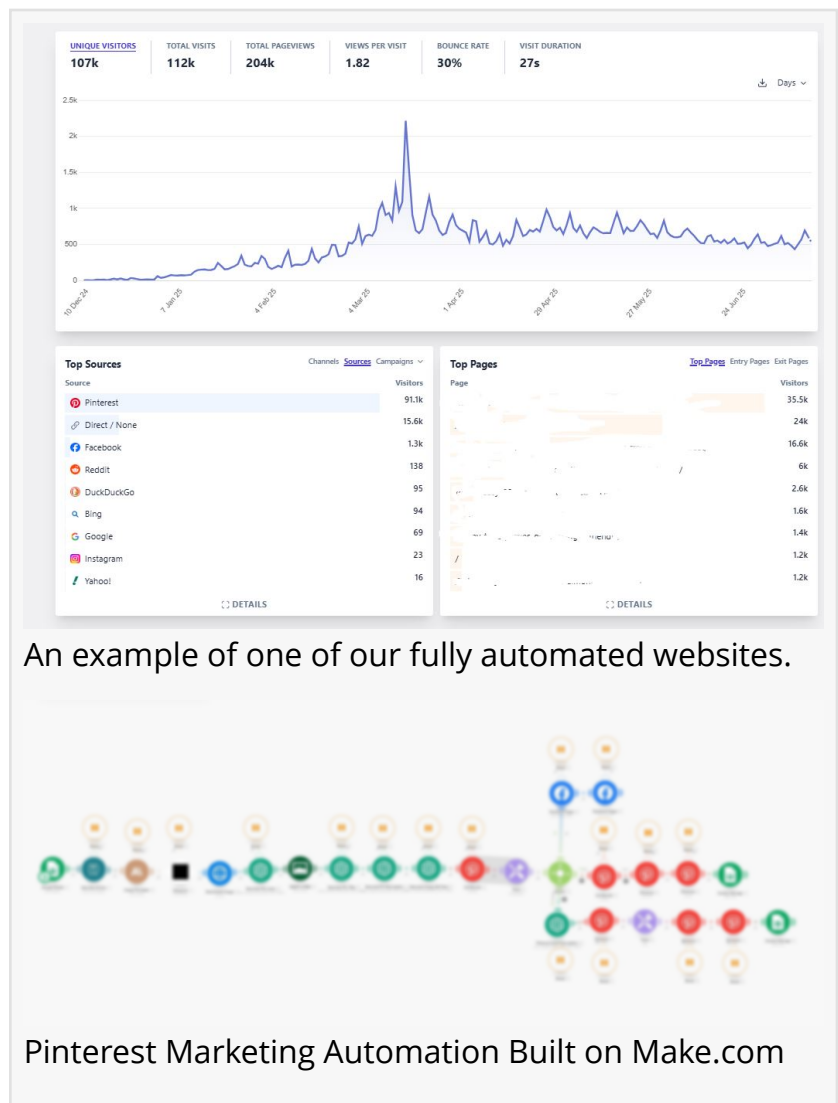 UNIQUE VISITORS TOTAL VISITS TOTAL PAGEVIEWS VIEWS PER VISIT BOUNCE RATE VISIT DURATION
107k 112k 204k 1.82 30% 27s
Days
2.5k
2k
1.5k
1k
500
0
10 Dec 24 7 Jan 25 4 Feb 25 4 Mar 25 1 Apr 25 29 Apr 25 27 May 25 24 Jun 25
Top Sources Channels Sources Campaigns
Source Visitors
Pinterest 91.1k
Direct / None 15.6k
Facebook 1.3k
Reddit 138
DuckDuckGo 95
Bing 94
Google 69
Instagram 23
Yahoo! 16
DETAILS
Top Pages Top Pages Entry Pages Exit Pages
Page Visitors
35.5k
24k
16.6k
/ 6k
2.6k
1.6k
1.4k
/ 1.2k
1.2k
DETAILS
An example of one of our fully automated websites.
Pinterest Marketing Automation Built on Make.com